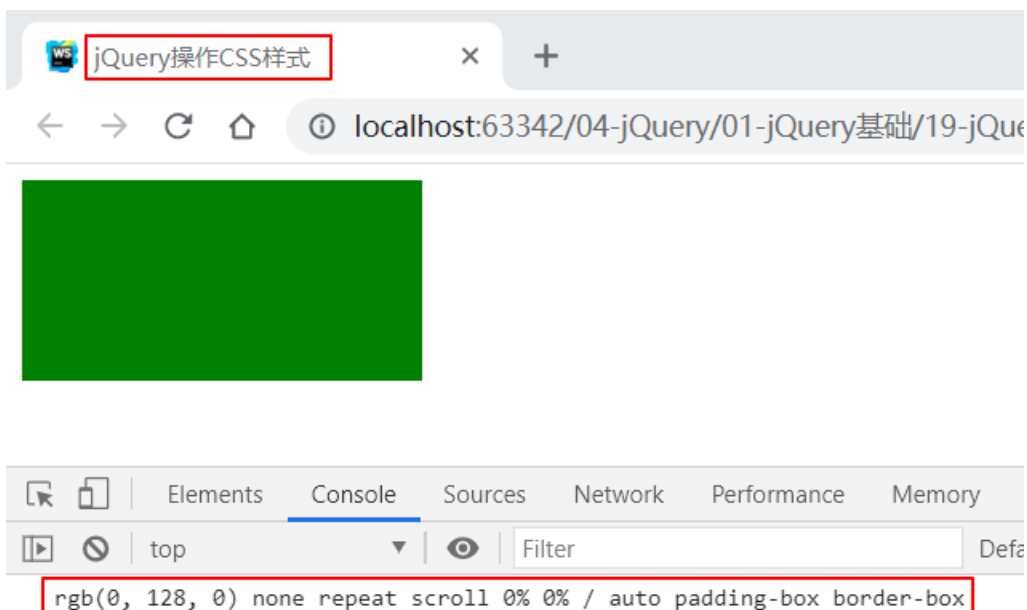 WS jQuery操作CSS样式
localhost:63342/04-jQuery/01-jQuery基础/19-jQue
Elements Console Sources Network Performance Memory
top Filter Defa
rgb(0, 128, 0) none repeat scroll 0% 0% / auto padding-box border-box